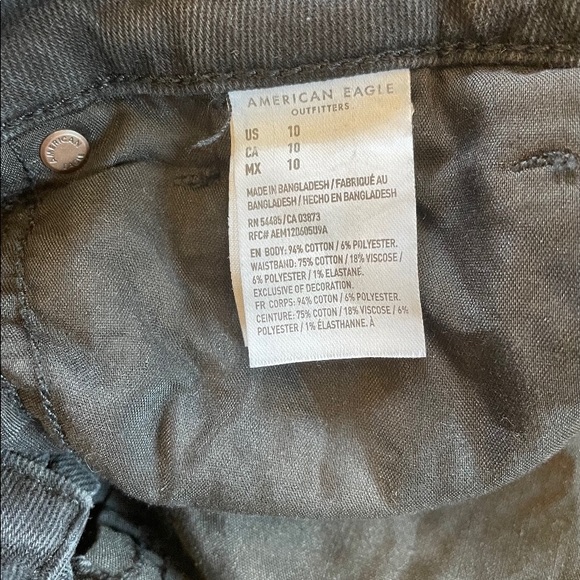 AMERICAN EAGLE
OUTFITTERS
US 10
CA 10
MX 10
MADE IN BANGLADESH / FABRIQUÉ AU
BANGLADESH / HECHO EN BANGLADESH
RN 54485 / CA 03873
RFC# AEM120605U9A
EN BODY: 94% COTTON / 6% POLYESTER.
WAISTBAND: 75% COTTON / 18% VISCOSE /
6% POLYESTER / 1% ELASTANE.
EXCLUSIVE OF DECORATION.
FR CORPS: 94% COTON / 6% POLYESTER.
CEINTURE: 75% COTON / 18% VISCOSE / 6%
POLYESTER / 1% ÉLASTHANNE. À
AMERICAN